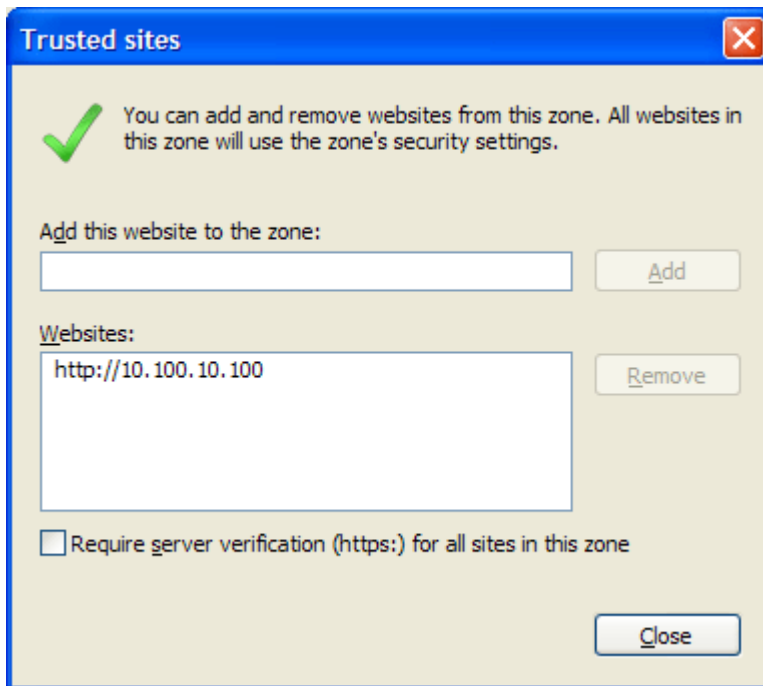 Trusted sites
You can add and remove websites from this zone. All websites in
this zone will use the zone's security settings.
Add this website to the zone:
Add
Websites:
http://10.100.10.100
Remove
Require server verification (https:) for all sites in this zone
Close